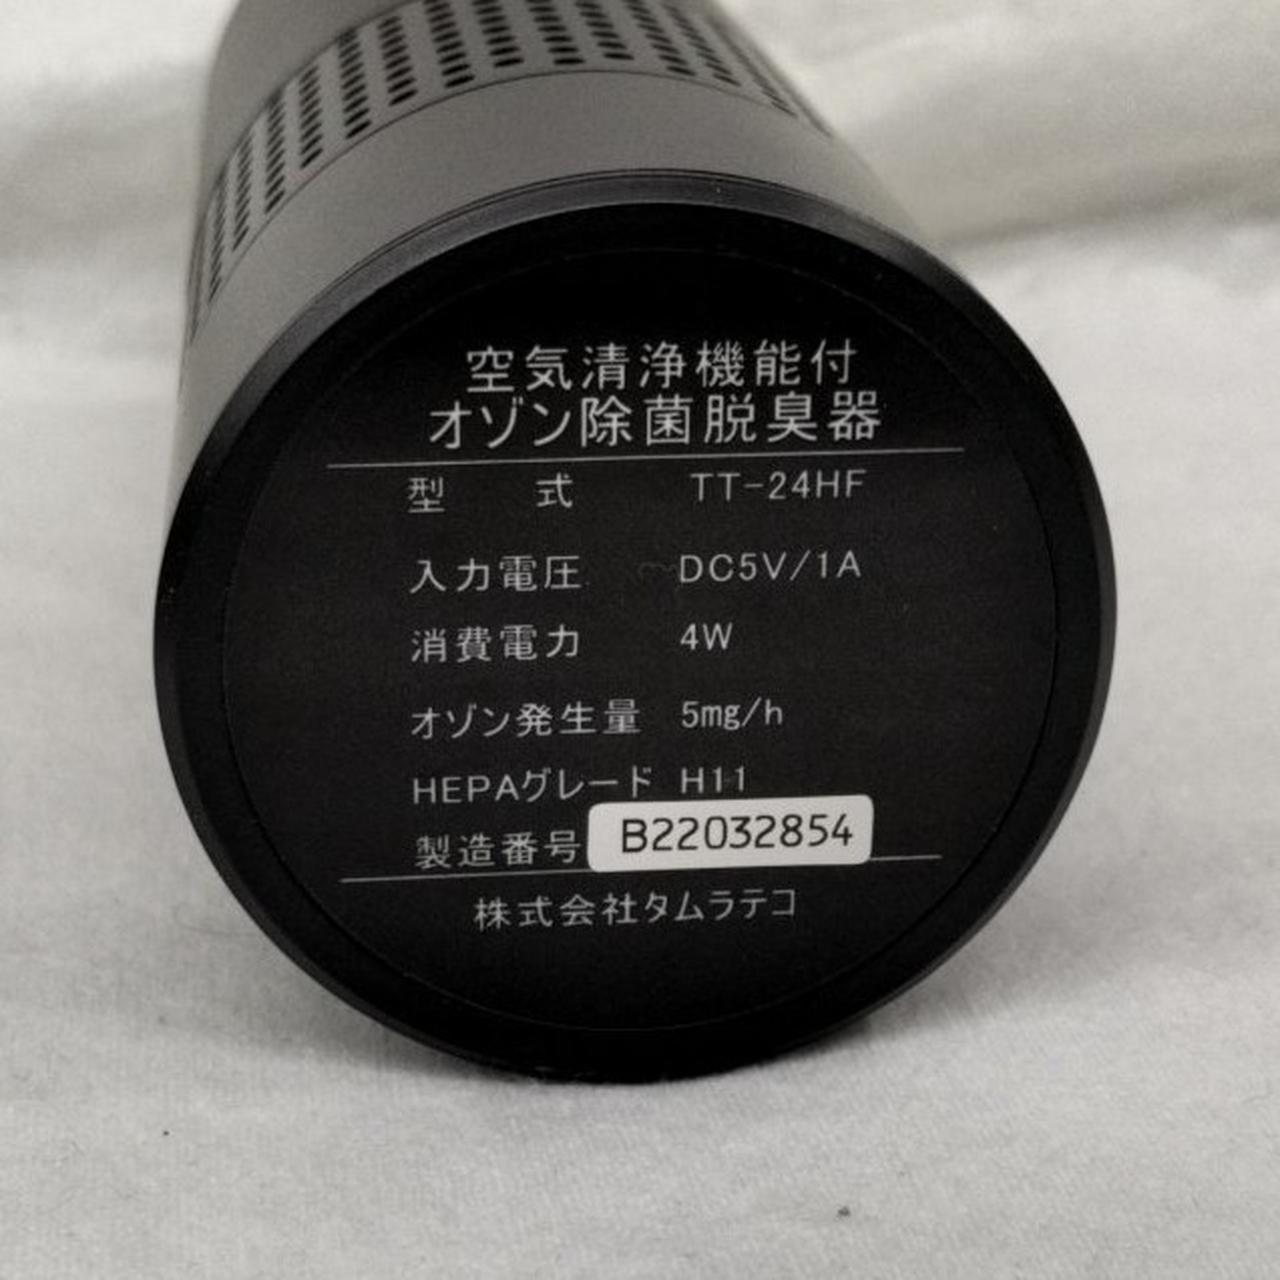 空気清浄機能付
オゾン除菌脱臭器
型　　式　TT-24HF
入力電圧　DC5V/1A
消費電力　4W
オゾン発生量　5mg/h
HEPAグレード　H11
製造番号　B22032854
株式会社タムラテコ